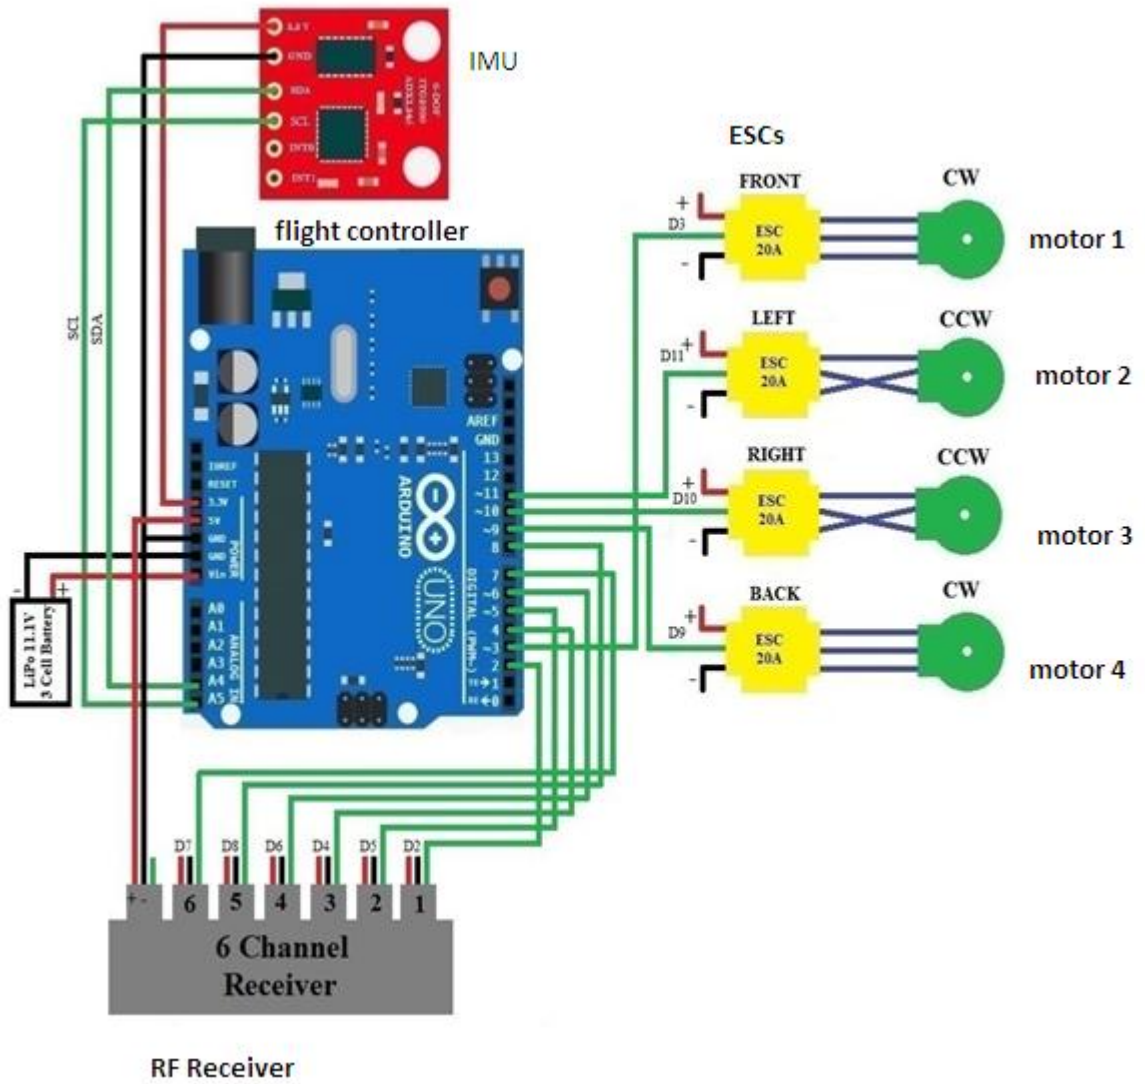 3.3 V
GND
SDA
SCL
INT0
INT1
6-DOF
ITG3200
ADXL345
IMU
flight controller
SCL
SDA
IOREF
RESET
3.3V
5V
GND
GND
Vin
POWER
A0
A1
A2
A3
A4
A5
ANALOG IN
AREF
GND
13
12
~11
~10
~9
8
7
~6
~5
4
~3
2
TX→1
RX←0
DIGITAL (PWM~)
ARDUINO
UNO
- +
LiPo 11.1V
3 Cell Battery
ESCs
FRONT
CW
+
D3
-
ESC
20A
motor 1
LEFT
CCW
+
D11
-
ESC
20A
motor 2
RIGHT
CCW
+
D10
-
ESC
20A
motor 3
BACK
CW
+
D9
-
ESC
20A
motor 4
D7
D8
D6
D4
D5
D2
+ -
6
5
4
3
2
1
6 Channel
Receiver
RF Receiver